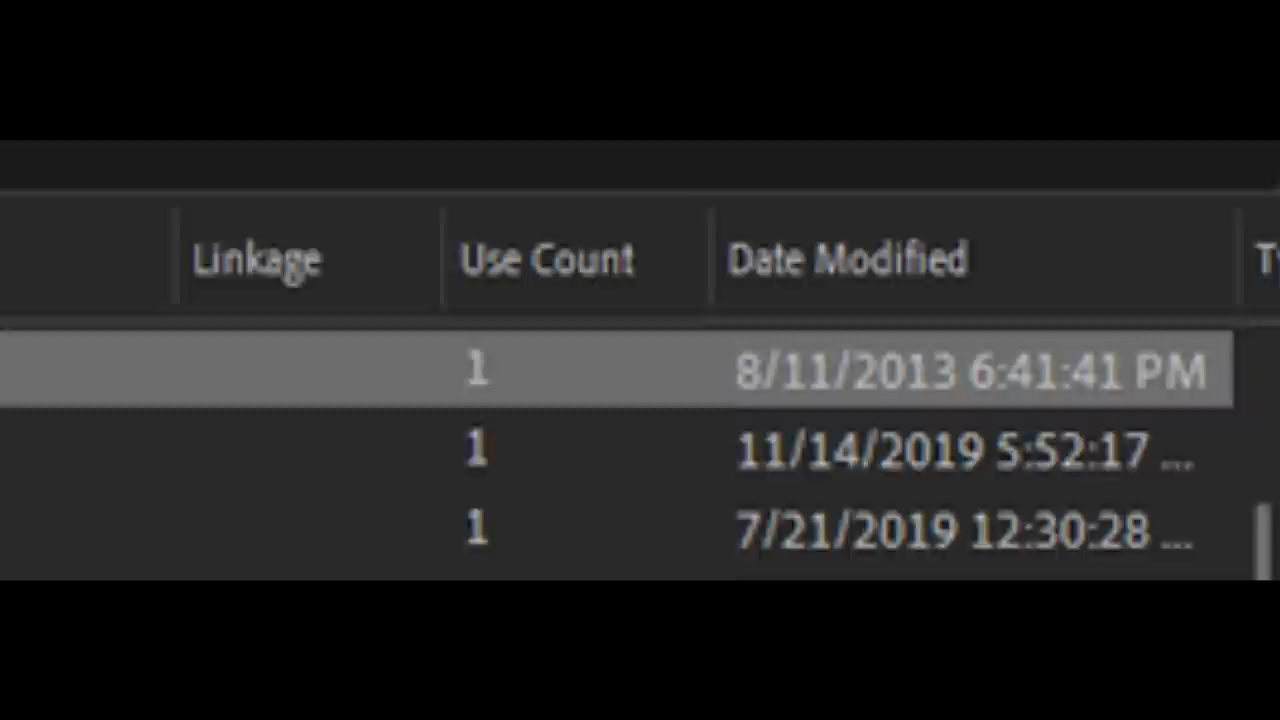 Linkage Use Count Date Modified Ty
1 8/11/2013 6:41:41 PM
1 11/14/2019 5:52:17 ...
1 7/21/2019 12:30:28 ...